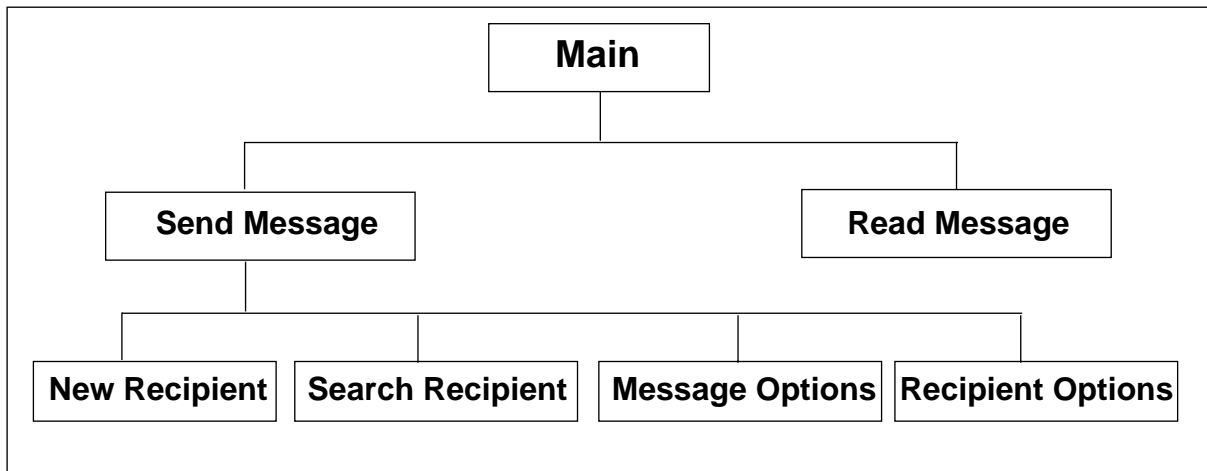 Main
Send Message
Read Message
New Recipient
Search Recipient
Message Options
Recipient Options